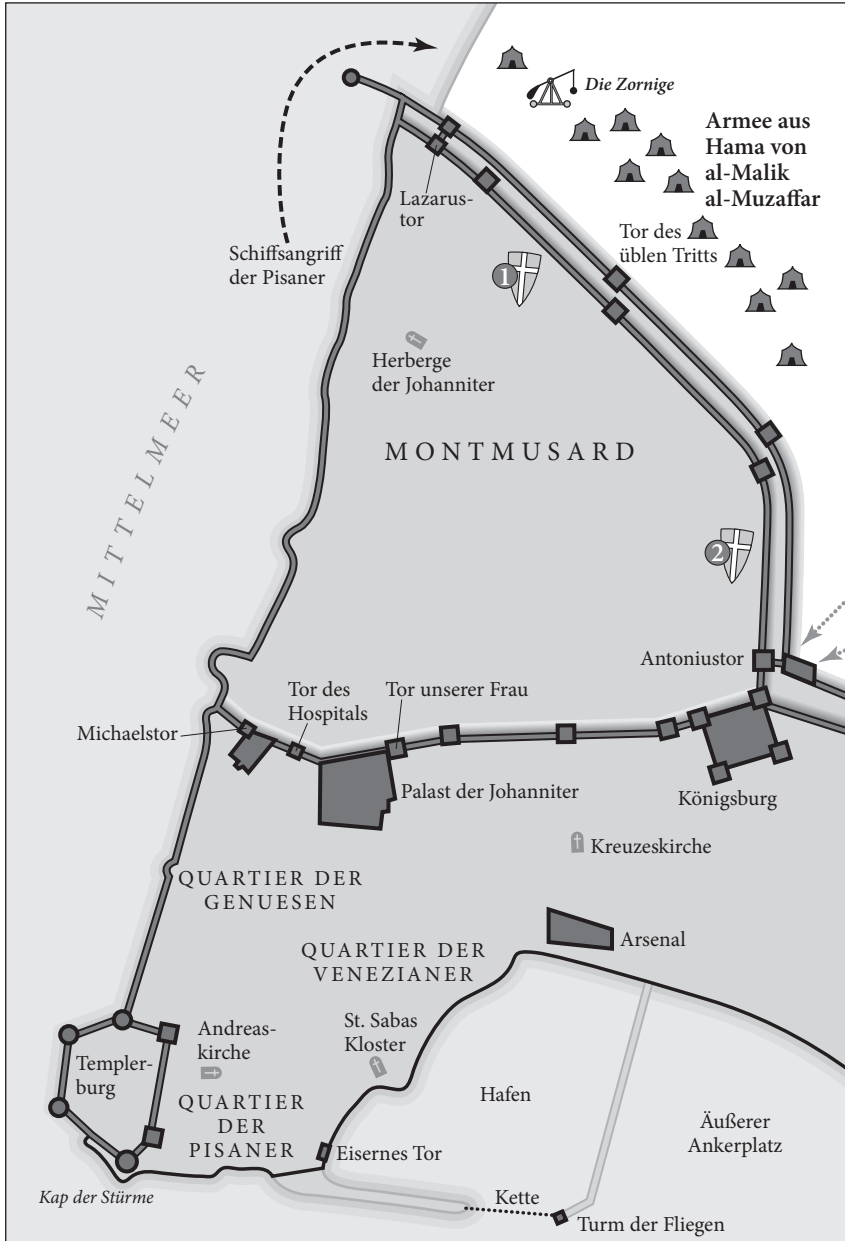 Die Zornige
Armee aus
Hama von
al-Malik
al-Muzaffar
Lazarus-
tor
Tor des
üblen Tritts
Schiffsangriff
der Pisaner
1
Herberge
der Johanniter
MITTELMEER
MONTMUSARD
2
Antoniustor
Tor des
Hospitals
Tor unserer Frau
Michaelstor
Palast der Johanniter
Königsburg
Kreuzeskirche
QUARTIER DER
GENUESEN
QUARTIER DER
VENEZIANER
Arsenal
Andreas-
kirche
St. Sabas
Kloster
Templer-
burg
Hafen
QUARTIER
DER
PISANER
Äußerer
Ankerplatz
Eisernes Tor
Kap der Stürme
Kette
Turm der Fliegen